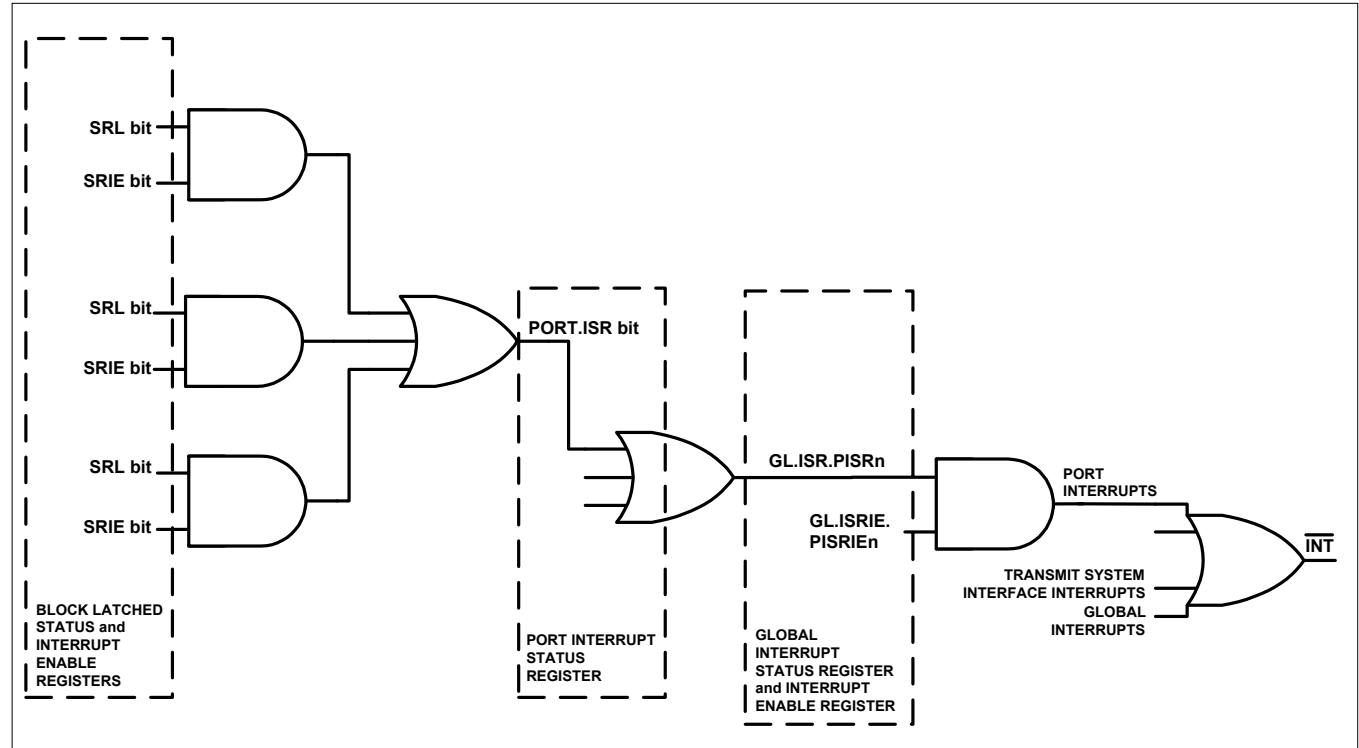 SRL bit
SRIE bit
SRL bit
SRIE bit
SRL bit
SRIE bit
BLOCK LATCHED
STATUS and
INTERRUPT
ENABLE
REGISTERS
PORT.ISR bit
PORT INTERRUPT
STATUS
REGISTER
GL.ISR.PISRn
GL.ISRIE.
PISRIEn
GLOBAL
INTERRUPT
STATUS REGISTER
and INTERRUPT
ENABLE REGISTER
PORT
INTERRUPTS
TRANSMIT SYSTEM
INTERFACE INTERRUPTS
GLOBAL
INTERRUPTS
INT